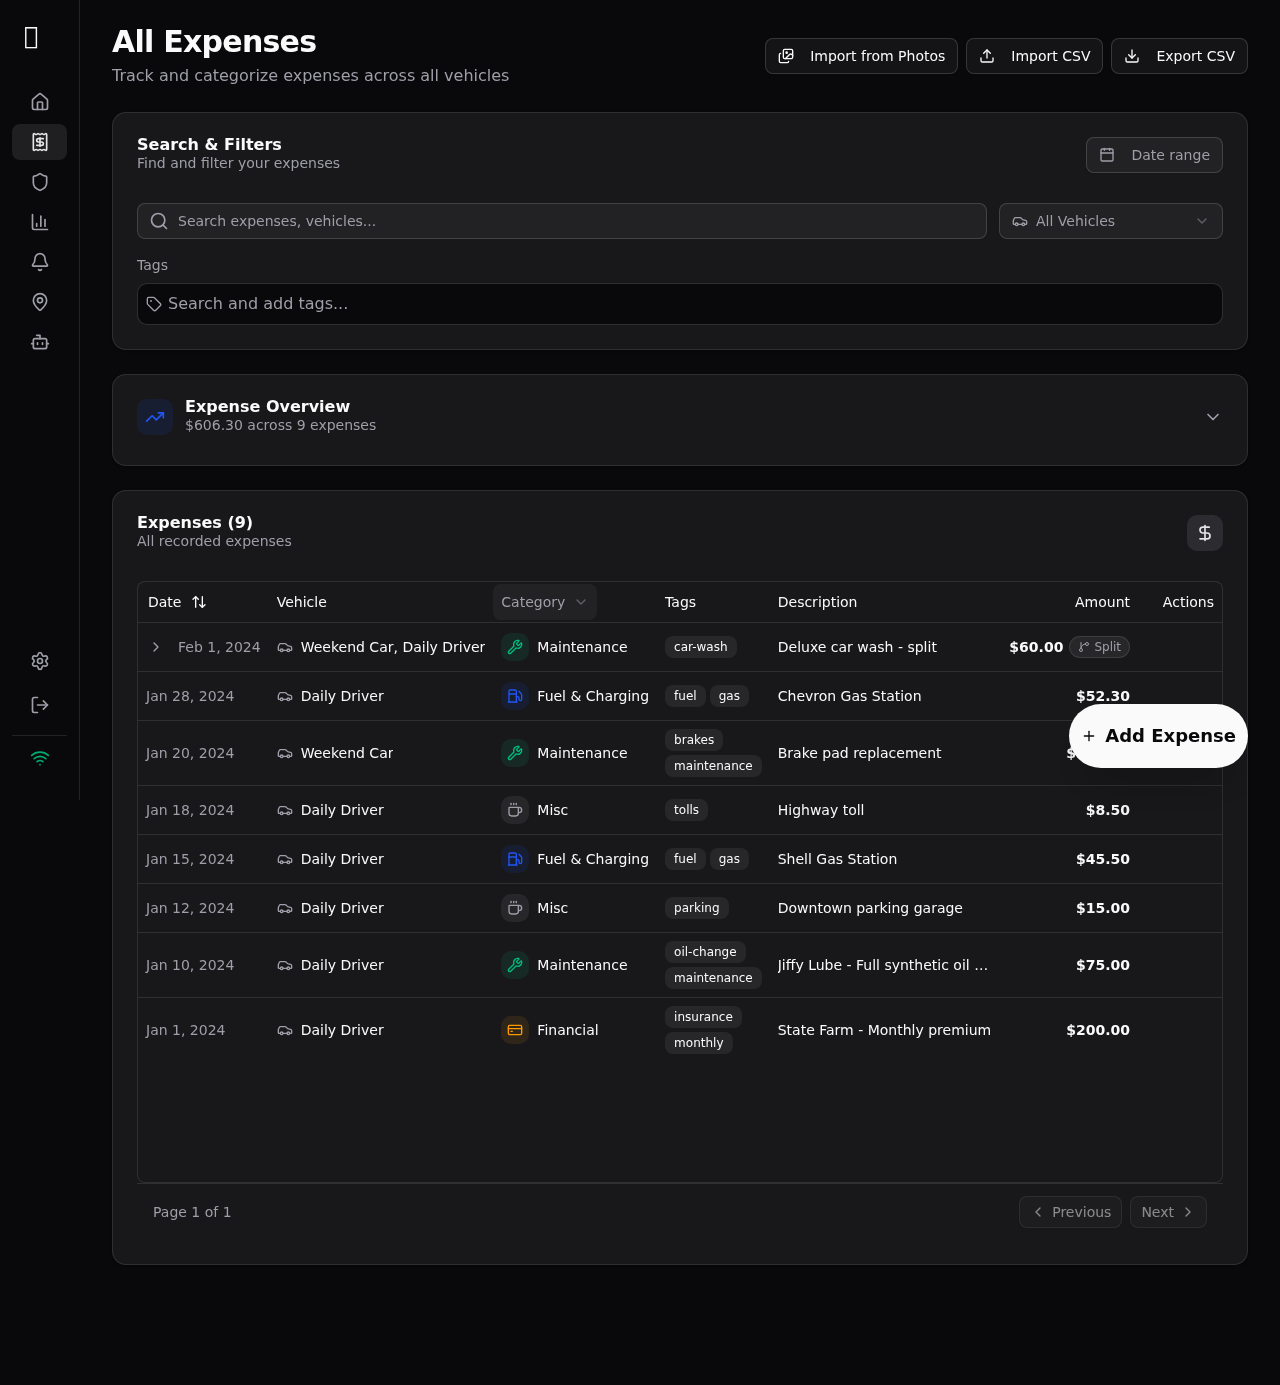 All Expenses
Track and categorize expenses across all vehicles
Import from Photos
Import CSV
Export CSV
Search & Filters
Find and filter your expenses
Date range
Search expenses, vehicles...
All Vehicles
Tags
Search and add tags...
Expense Overview
$606.30 across 9 expenses
Expenses (9)
All recorded expenses
Date Vehicle Category Tags Description Amount Actions
Feb 1, 2024 Weekend Car, Daily Driver Maintenance car-wash Deluxe car wash - split $60.00 Split
Jan 28, 2024 Daily Driver Fuel & Charging fuel gas Chevron Gas Station $52.30
Add Expense
Jan 20, 2024 Weekend Car Maintenance brakes maintenance Brake pad replacement
Jan 18, 2024 Daily Driver Misc tolls Highway toll $8.50
Jan 15, 2024 Daily Driver Fuel & Charging fuel gas Shell Gas Station $45.50
Jan 12, 2024 Daily Driver Misc parking Downtown parking garage $15.00
Jan 10, 2024 Daily Driver Maintenance oil-change maintenance Jiffy Lube - Full synthetic oil ... $75.00
Jan 1, 2024 Daily Driver Financial insurance monthly State Farm - Monthly premium $200.00
Page 1 of 1
Previous
Next